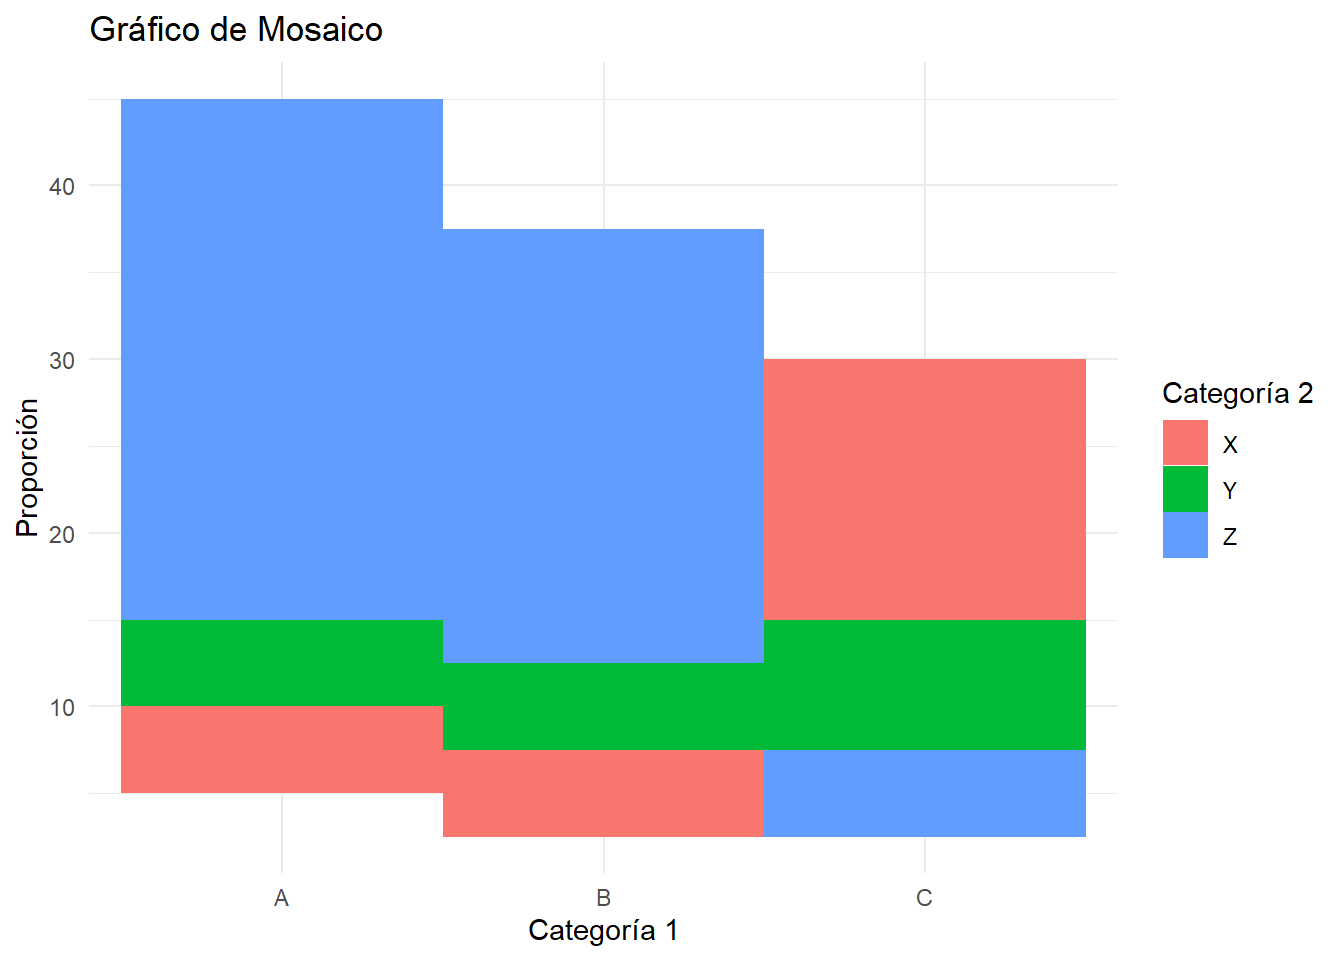 Gráfico de Mosaico
Proporción
40
30
20
10
A
B
C
Categoría 1
Categoría 2
X
Y
Z